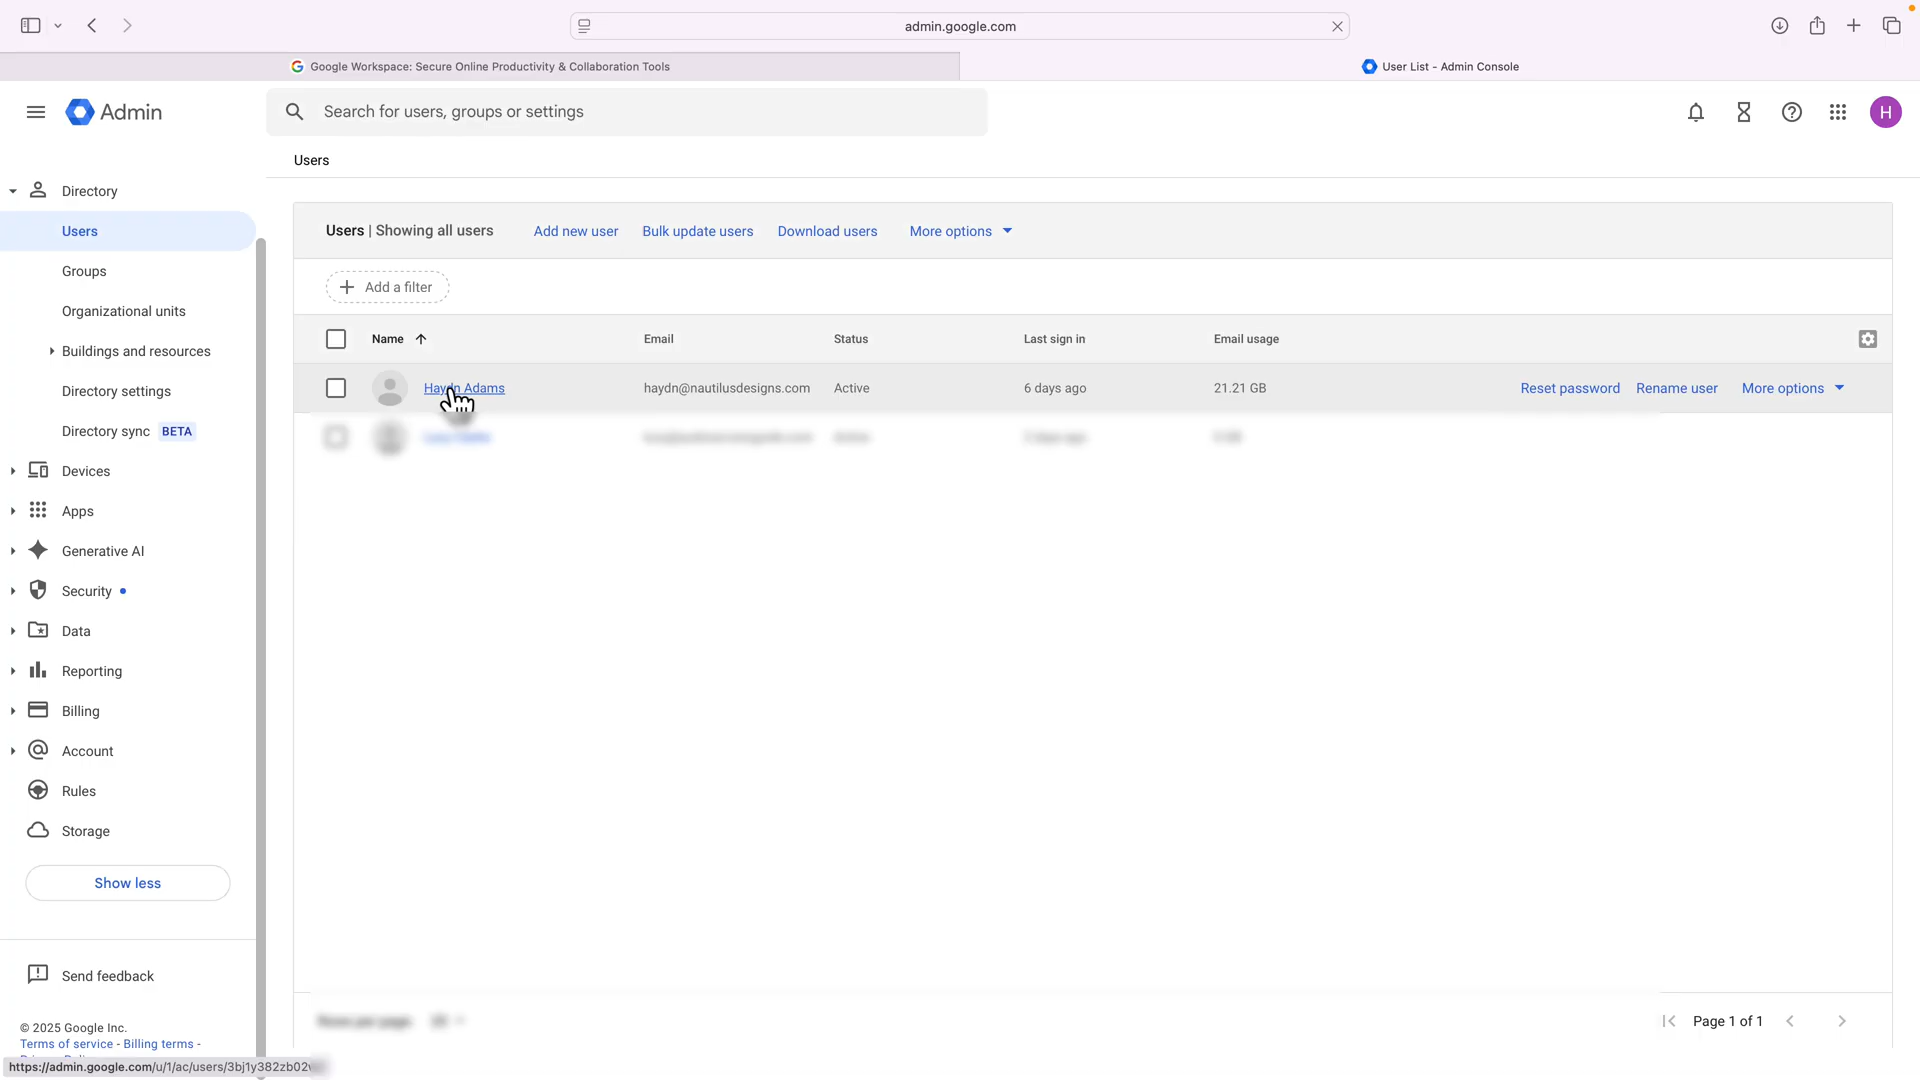 admin.google.com
Google Workspace: Secure Online Productivity & Collaboration Tools
User List - Admin Console
Admin
Search for users, groups or settings
H
Users
Directory
Users
Groups
Organizational units
Buildings and resources
Directory settings
Directory sync BETA
Devices
Apps
Generative AI
Security
Data
Reporting
Billing
Account
Rules
Storage
Show less
Send feedback
© 2025 Google Inc.
Terms of service - Billing terms -
https://admin.google.com/u/1/ac/users/3bj1y382zb02
Users | Showing all users
Add new user
Bulk update users
Download users
More options
Add a filter
Name Email Status Last sign in Email usage
Haydn Adams haydn@nautilusdesigns.com Active 6 days ago 21.21 GB Reset password Rename user More options
Page 1 of 1